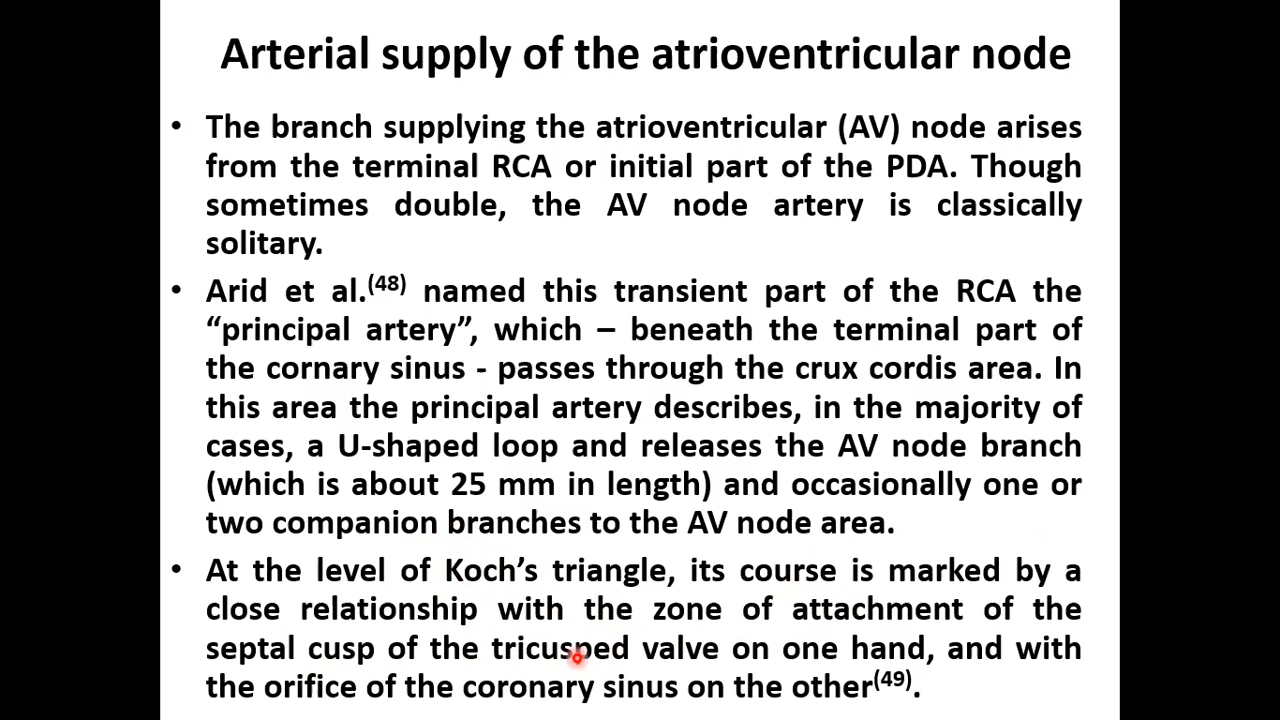 Arterial supply of the atrioventricular node
• The branch supplying the atrioventricular (AV) node arises
from the terminal RCA or initial part of the PDA. Though
sometimes double, the AV node artery is classically
solitary.
• Arid et al.(48) named this transient part of the RCA the
“principal artery”, which – beneath the terminal part of
the cornary sinus - passes through the crux cordis area. In
this area the principal artery describes, in the majority of
cases, a U-shaped loop and releases the AV node branch
(which is about 25 mm in length) and occasionally one or
two companion branches to the AV node area.
• At the level of Koch’s triangle, its course is marked by a
close relationship with the zone of attachment of the
septal cusp of the tricusped valve on one hand, and with
the orifice of the coronary sinus on the other(49).